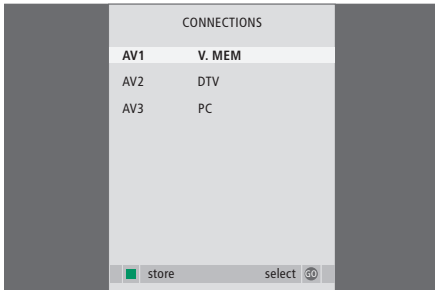 CONNECTIONS
AV1 V. MEM
AV2 DTV
AV3 PC
store select GO